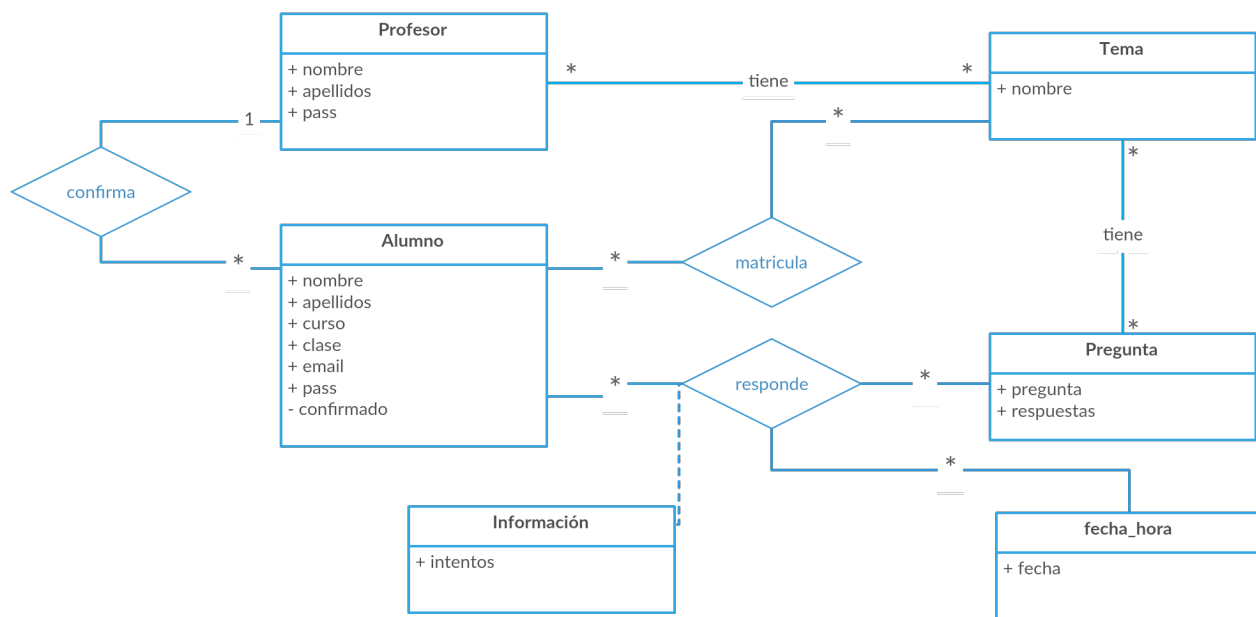 Profesor
+ nombre
+ apellidos
+ pass
*
tiene
*
Tema
+ nombre
1
*
*
confirma
tiene
*
Alumno
+ nombre
+ apellidos
+ curso
+ clase
+ email
+ pass
- confirmado
*
matricula
*
*
responde
*
Pregunta
+ pregunta
+ respuestas
*
Información
+ intentos
fecha_hora
+ fecha